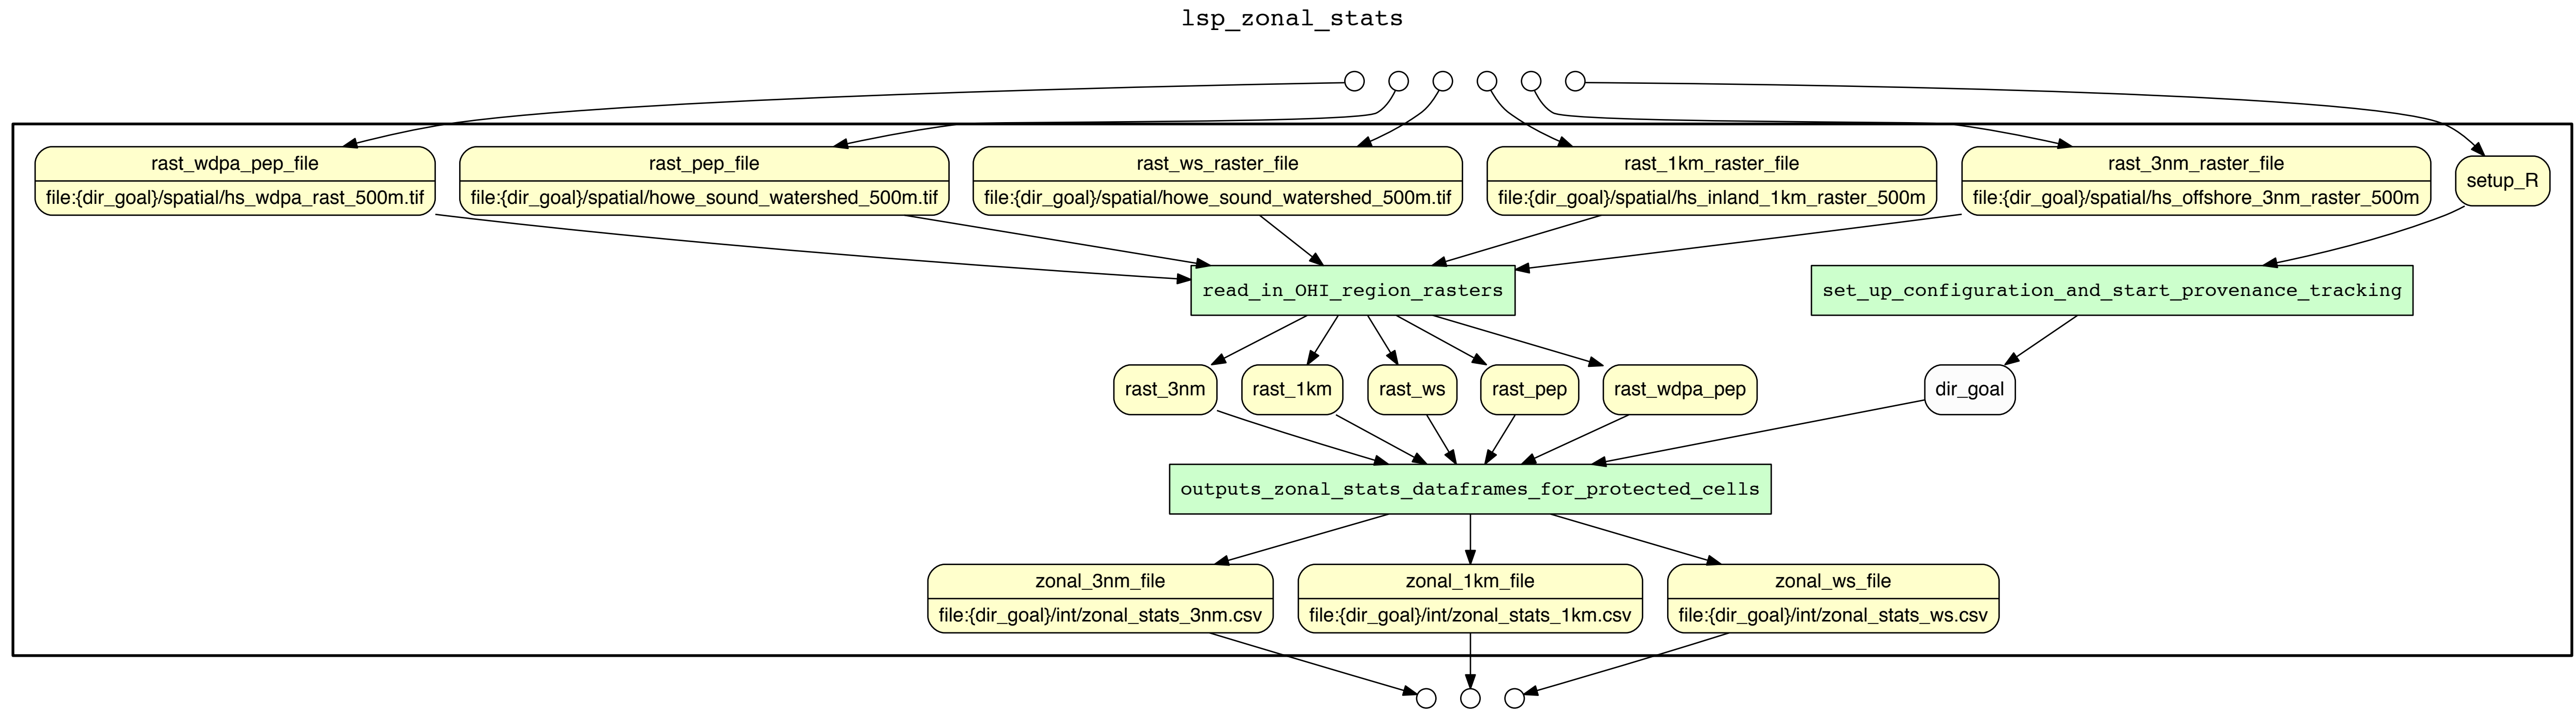 lsp_zonal_stats
rast_wdpa_pep_file
file:{dir_goal}/spatial/hs_wdpa_rast_500m.tif
rast_pep_file
file:{dir_goal}/spatial/howe_sound_watershed_500m.tif
rast_ws_raster_file
file:{dir_goal}/spatial/howe_sound_watershed_500m.tif
rast_1km_raster_file
file:{dir_goal}/spatial/hs_inland_1km_raster_500m
rast_3nm_raster_file
file:{dir_goal}/spatial/hs_offshore_3nm_raster_500m
setup_R
read_in_OHI_region_rasters
set_up_configuration_and_start_provenance_tracking
rast_3nm
rast_1km
rast_ws
rast_pep
rast_wdpa_pep
dir_goal
outputs_zonal_stats_dataframes_for_protected_cells
zonal_3nm_file
file:{dir_goal}/int/zonal_stats_3nm.csv
zonal_1km_file
file:{dir_goal}/int/zonal_stats_1km.csv
zonal_ws_file
file:{dir_goal}/int/zonal_stats_ws.csv